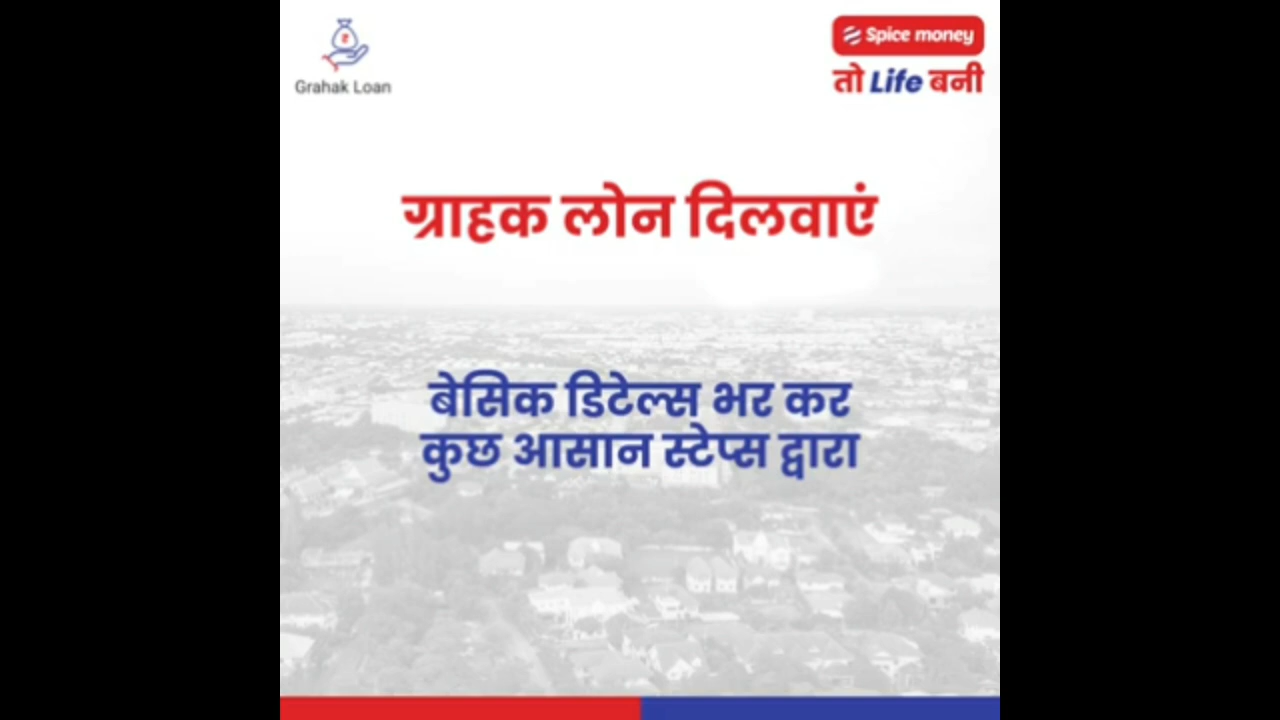 Grahak Loan
Spice money
तो Life बनी
ग्राहक लोन दिलवाएं
बेसिक डिटेल्स भर कर
कुछ आसान स्टेप्स द्वारा